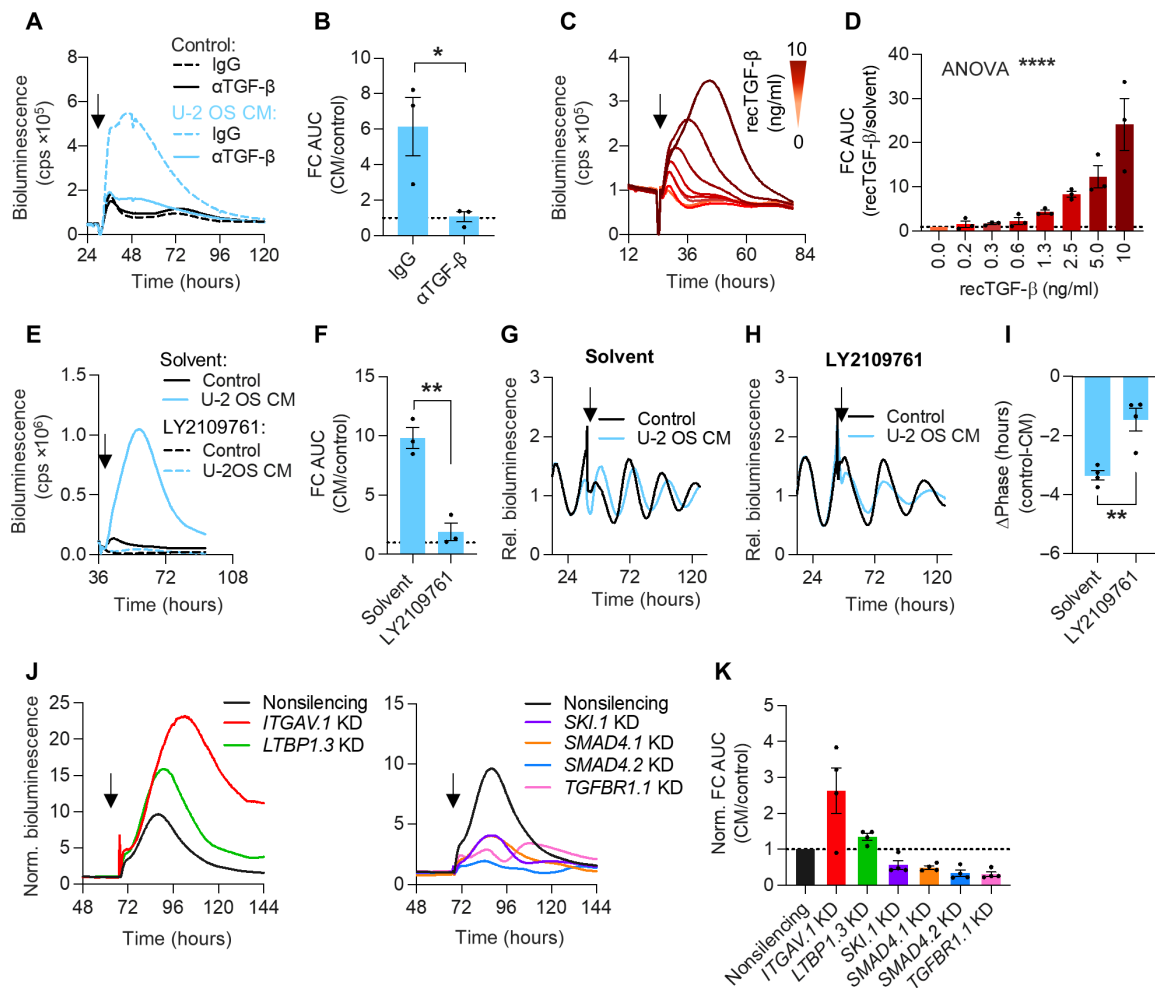 A
Control:
IgG
αTGF-β
U-2 OS CM:
IgG
αTGF-β
Bioluminescence
(cps ×10⁵)
8
6
4
2
0
24 48 72 96 120
Time (hours)
B
*
FC AUC
(CM/control)
10
8
6
4
2
0
IgG
αTGF-β
C
recTGF-β
(ng/ml)
10
0
Bioluminescence
(cps ×10⁵)
4
3
2
1
0
12 36 60 84
Time (hours)
D
ANOVA ****
FC AUC
(recTGF-β/solvent)
40
30
20
10
0
0.0
0.2
0.3
0.6
1.3
2.5
5.0
10
recTGF-β (ng/ml)
E
Solvent:
Control
U-2 OS CM
LY2109761:
Control
U-2OS CM
Bioluminescence
(cps ×10⁶)
1.5
1.0
0.5
0.0
36 72 108
Time (hours)
F
**
FC AUC
(CM/control)
15
10
5
0
Solvent
LY2109761
G
Solvent
Control
U-2 OS CM
Rel. bioluminescence
3
2
1
0
24 72 120
Time (hours)
H
LY2109761
Control
U-2 OS CM
Rel. bioluminescence
3
2
1
0
24 72 120
Time (hours)
I
ΔPhase (hours)
(control-CM)
0
−2
−4
−6
**
Solvent
LY2109761
J
Nonsilencing
ITGAV.1 KD
LTBP1.3 KD
Norm. bioluminescence
25
20
15
10
5
0
48 72 96 120 144
Time (hours)
Nonsilencing
SKI.1 KD
SMAD4.1 KD
SMAD4.2 KD
TGFBR1.1 KD
15
10
5
0
48 72 96 120 144
Time (hours)
K
Norm. FC AUC
(CM/control)
5
4
3
2
1
0
Nonsilencing
ITGAV.1 KD
LTBP1.3 KD
SKI.1 KD
SMAD4.1 KD
SMAD4.2 KD
TGFBR1.1 KD